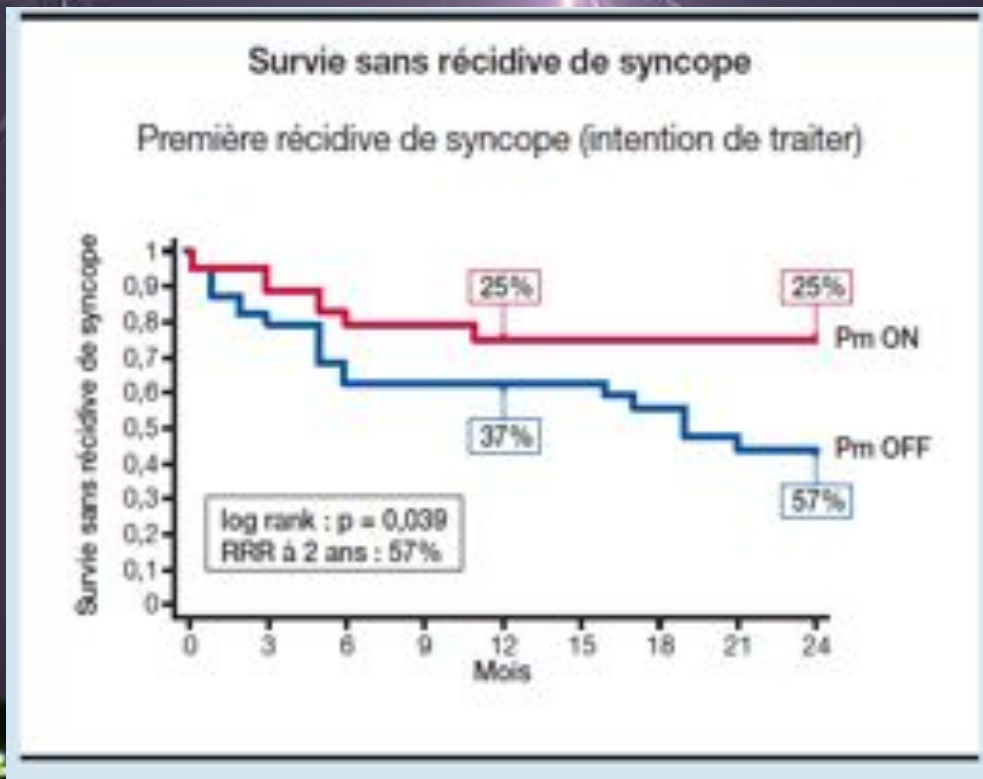 Survie sans récidive de syncope
Première récidive de syncope (intention de traiter)
Survie sans récidive de syncope
1
0,9
0,8
0,7
0,6
0,5
0,4
0,3
0,2
0,1
0
25%
25%
Pm ON
37%
Pm OFF
57%
log rank : p = 0,039
RRR à 2 ans : 57%
0 3 6 9 12 15 18 21 24
Mois